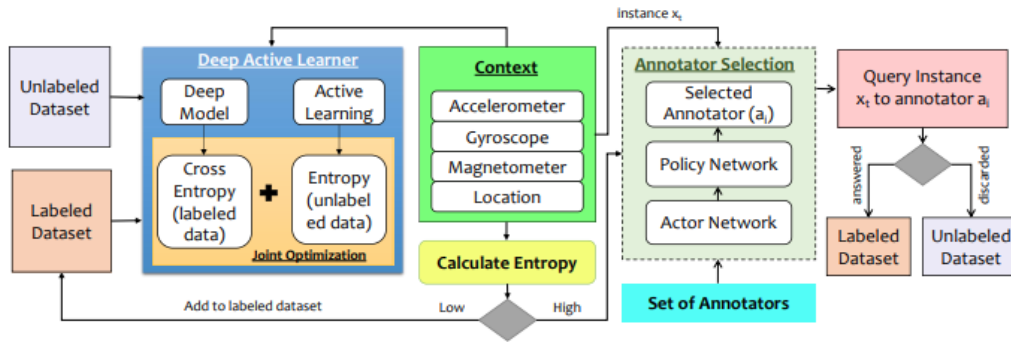 instance xₜ
Unlabeled
Dataset
Labeled
Dataset
Deep Active Learner
Deep
Model
Active
Learning
Cross
Entropy
(labeled
data)
+
Entropy
(unlabel
ed data)
Joint Optimization
Context
Accelerometer
Gyroscope
Magnetometer
Location
Calculate Entropy
Add to labeled dataset
Low
High
Annotator Selection
Selected
Annotator (aᵢ)
Policy Network
Actor Network
Set of Annotators
Query Instance
xₜ to annotator aᵢ
answered
discarded
Labeled
Dataset
Unlabeled
Dataset